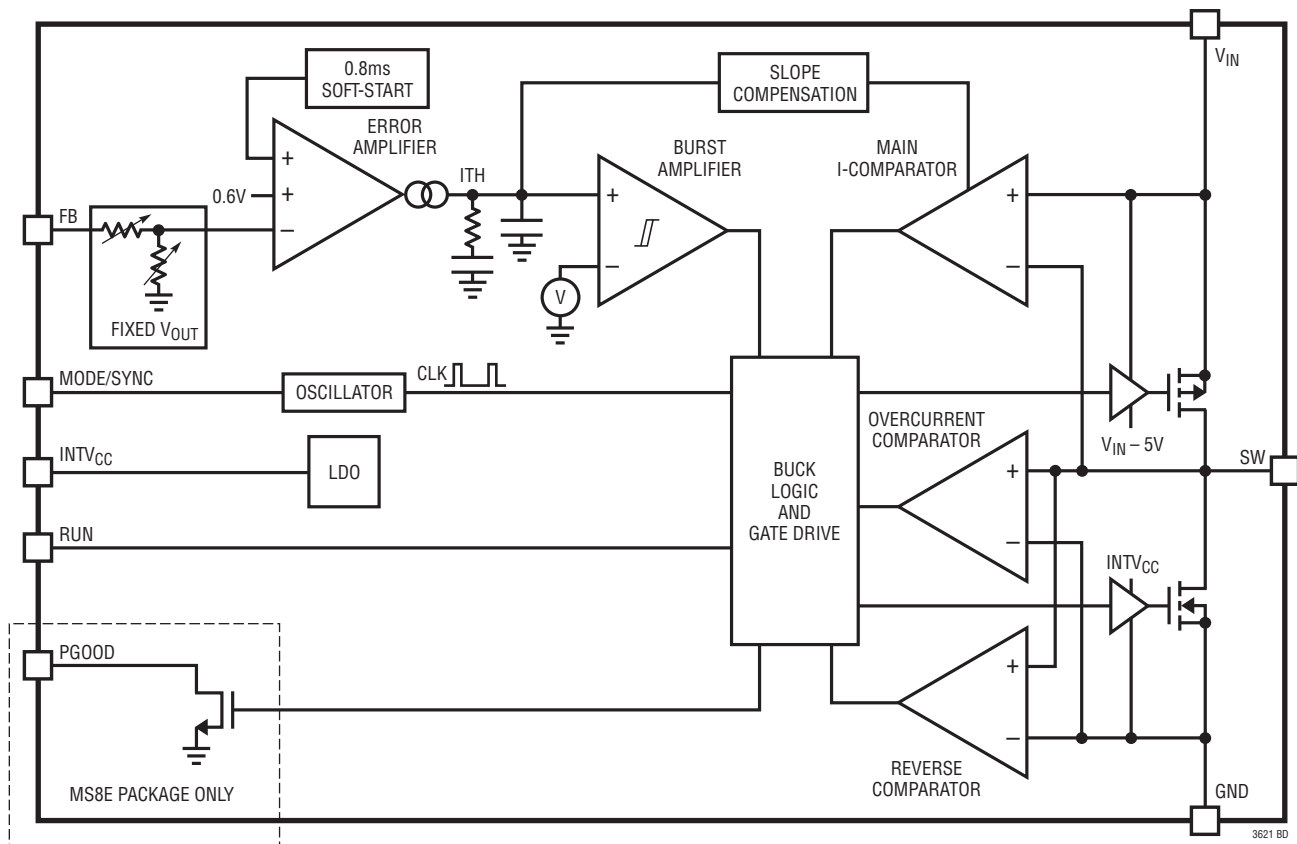 V_IN
0.8ms
SOFT-START
SLOPE
COMPENSATION
ERROR
AMPLIFIER
BURST
AMPLIFIER
MAIN
I-COMPARATOR
ITH
+
+
–
0.6V
+
–
+
–
FB
V
FIXED V_OUT
MODE/SYNC
OSCILLATOR
CLK
OVERCURRENT
COMPARATOR
V_IN – 5V
INTV_CC
LDO
BUCK
LOGIC
AND
GATE DRIVE
+
–
SW
RUN
INTV_CC
PGOOD
+
–
MS8E PACKAGE ONLY
REVERSE
COMPARATOR
GND
3621 BD